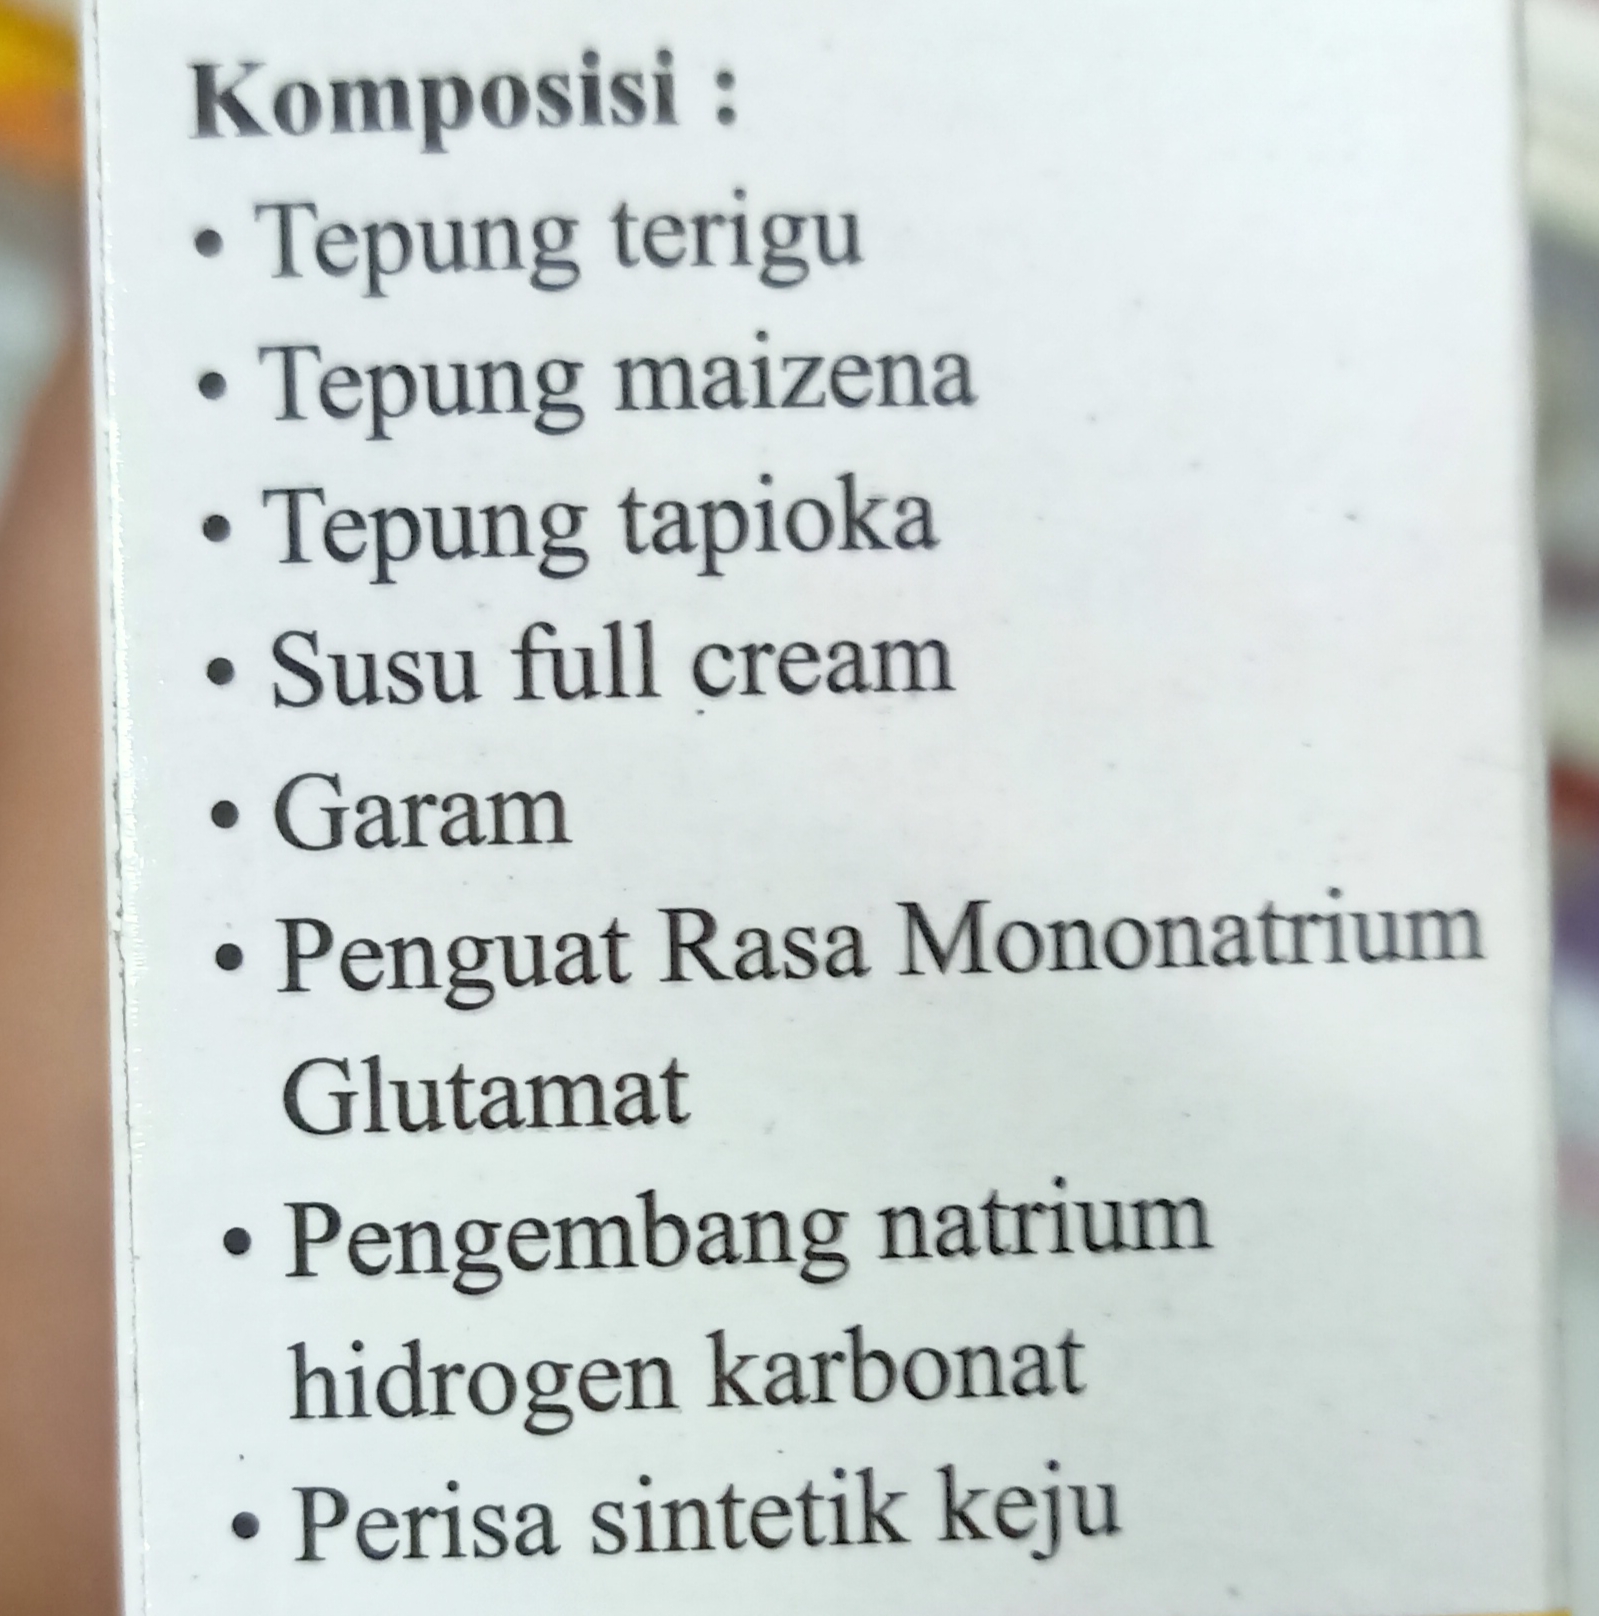 Komposisi :
• Tepung terigu
• Tepung maizena
• Tepung tapioka
• Susu full cream
• Garam
• Penguat Rasa Mononatrium
Glutamat
• Pengembang natrium
hidrogen karbonat
• Perisa sintetik keju